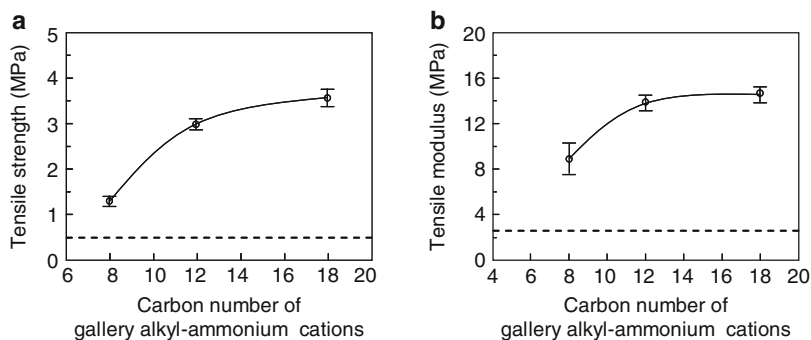 a
Tensile strength (MPa)
5
4
3
2
1
0
6 8 10 12 14 16 18 20
Carbon number of
gallery alkyl-ammonium cations
b
Tensile modulus (MPa)
20
16
12
8
4
0
4 6 8 10 12 14 16 18 20
Carbon number of
gallery alkyl-ammonium cations